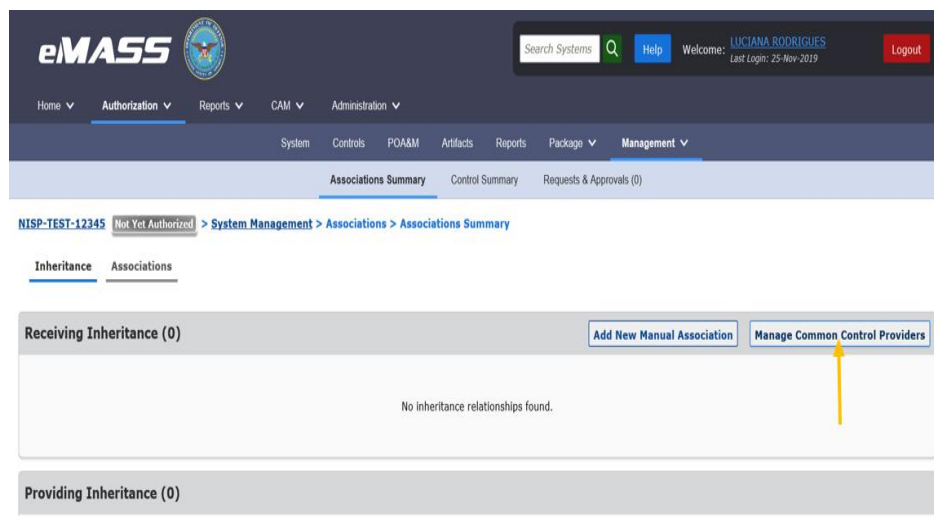 eMASS
Search Systems Help Welcome: LUCIANA RODRIGUES Logout
Last Login: 25-Nov-2019
Home Authorization Reports CAM Administration
System Controls POA&M Artifacts Reports Package Management
Associations Summary Control Summary Requests & Approvals (0)
NISP-TEST-12345 Not Yet Authorized > System Management > Associations > Associations Summary
Inheritance Associations
Receiving Inheritance (0) Add New Manual Association Manage Common Control Providers
No inheritance relationships found.
Providing Inheritance (0)